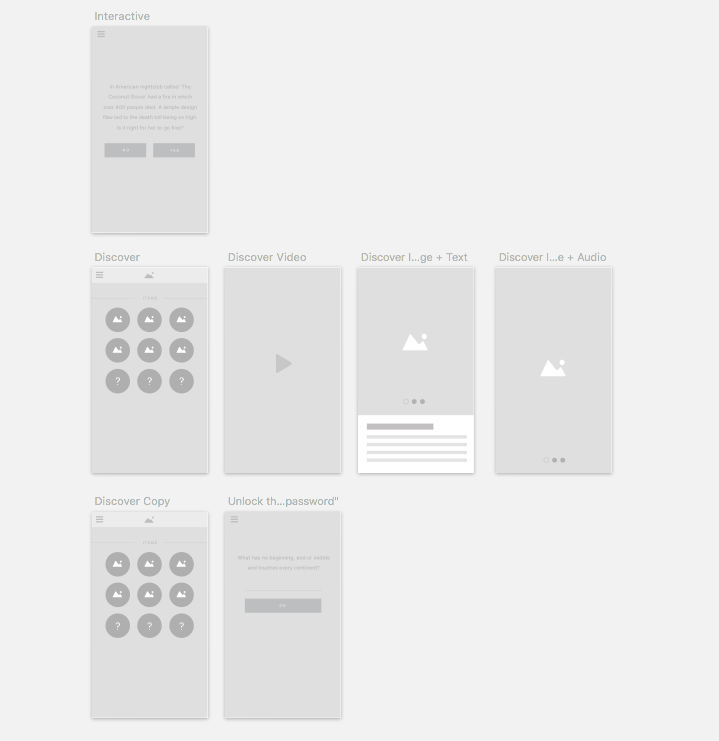 Interactive
In American nightclub called 'The
Coconut Grove' had a fire in which
over 400 people died. A simple design
flaw led to the death toll being so high.
Is it right for her to go that?
NO
YES
Discover
Discover Video
Discover I...ge + Text
Discover I...e + Audio
ITEMS
?
?
?
Discover Copy
Unlock th...password"
ITEMS
?
?
?
What has no beginning, end or middle
and touches every continent?